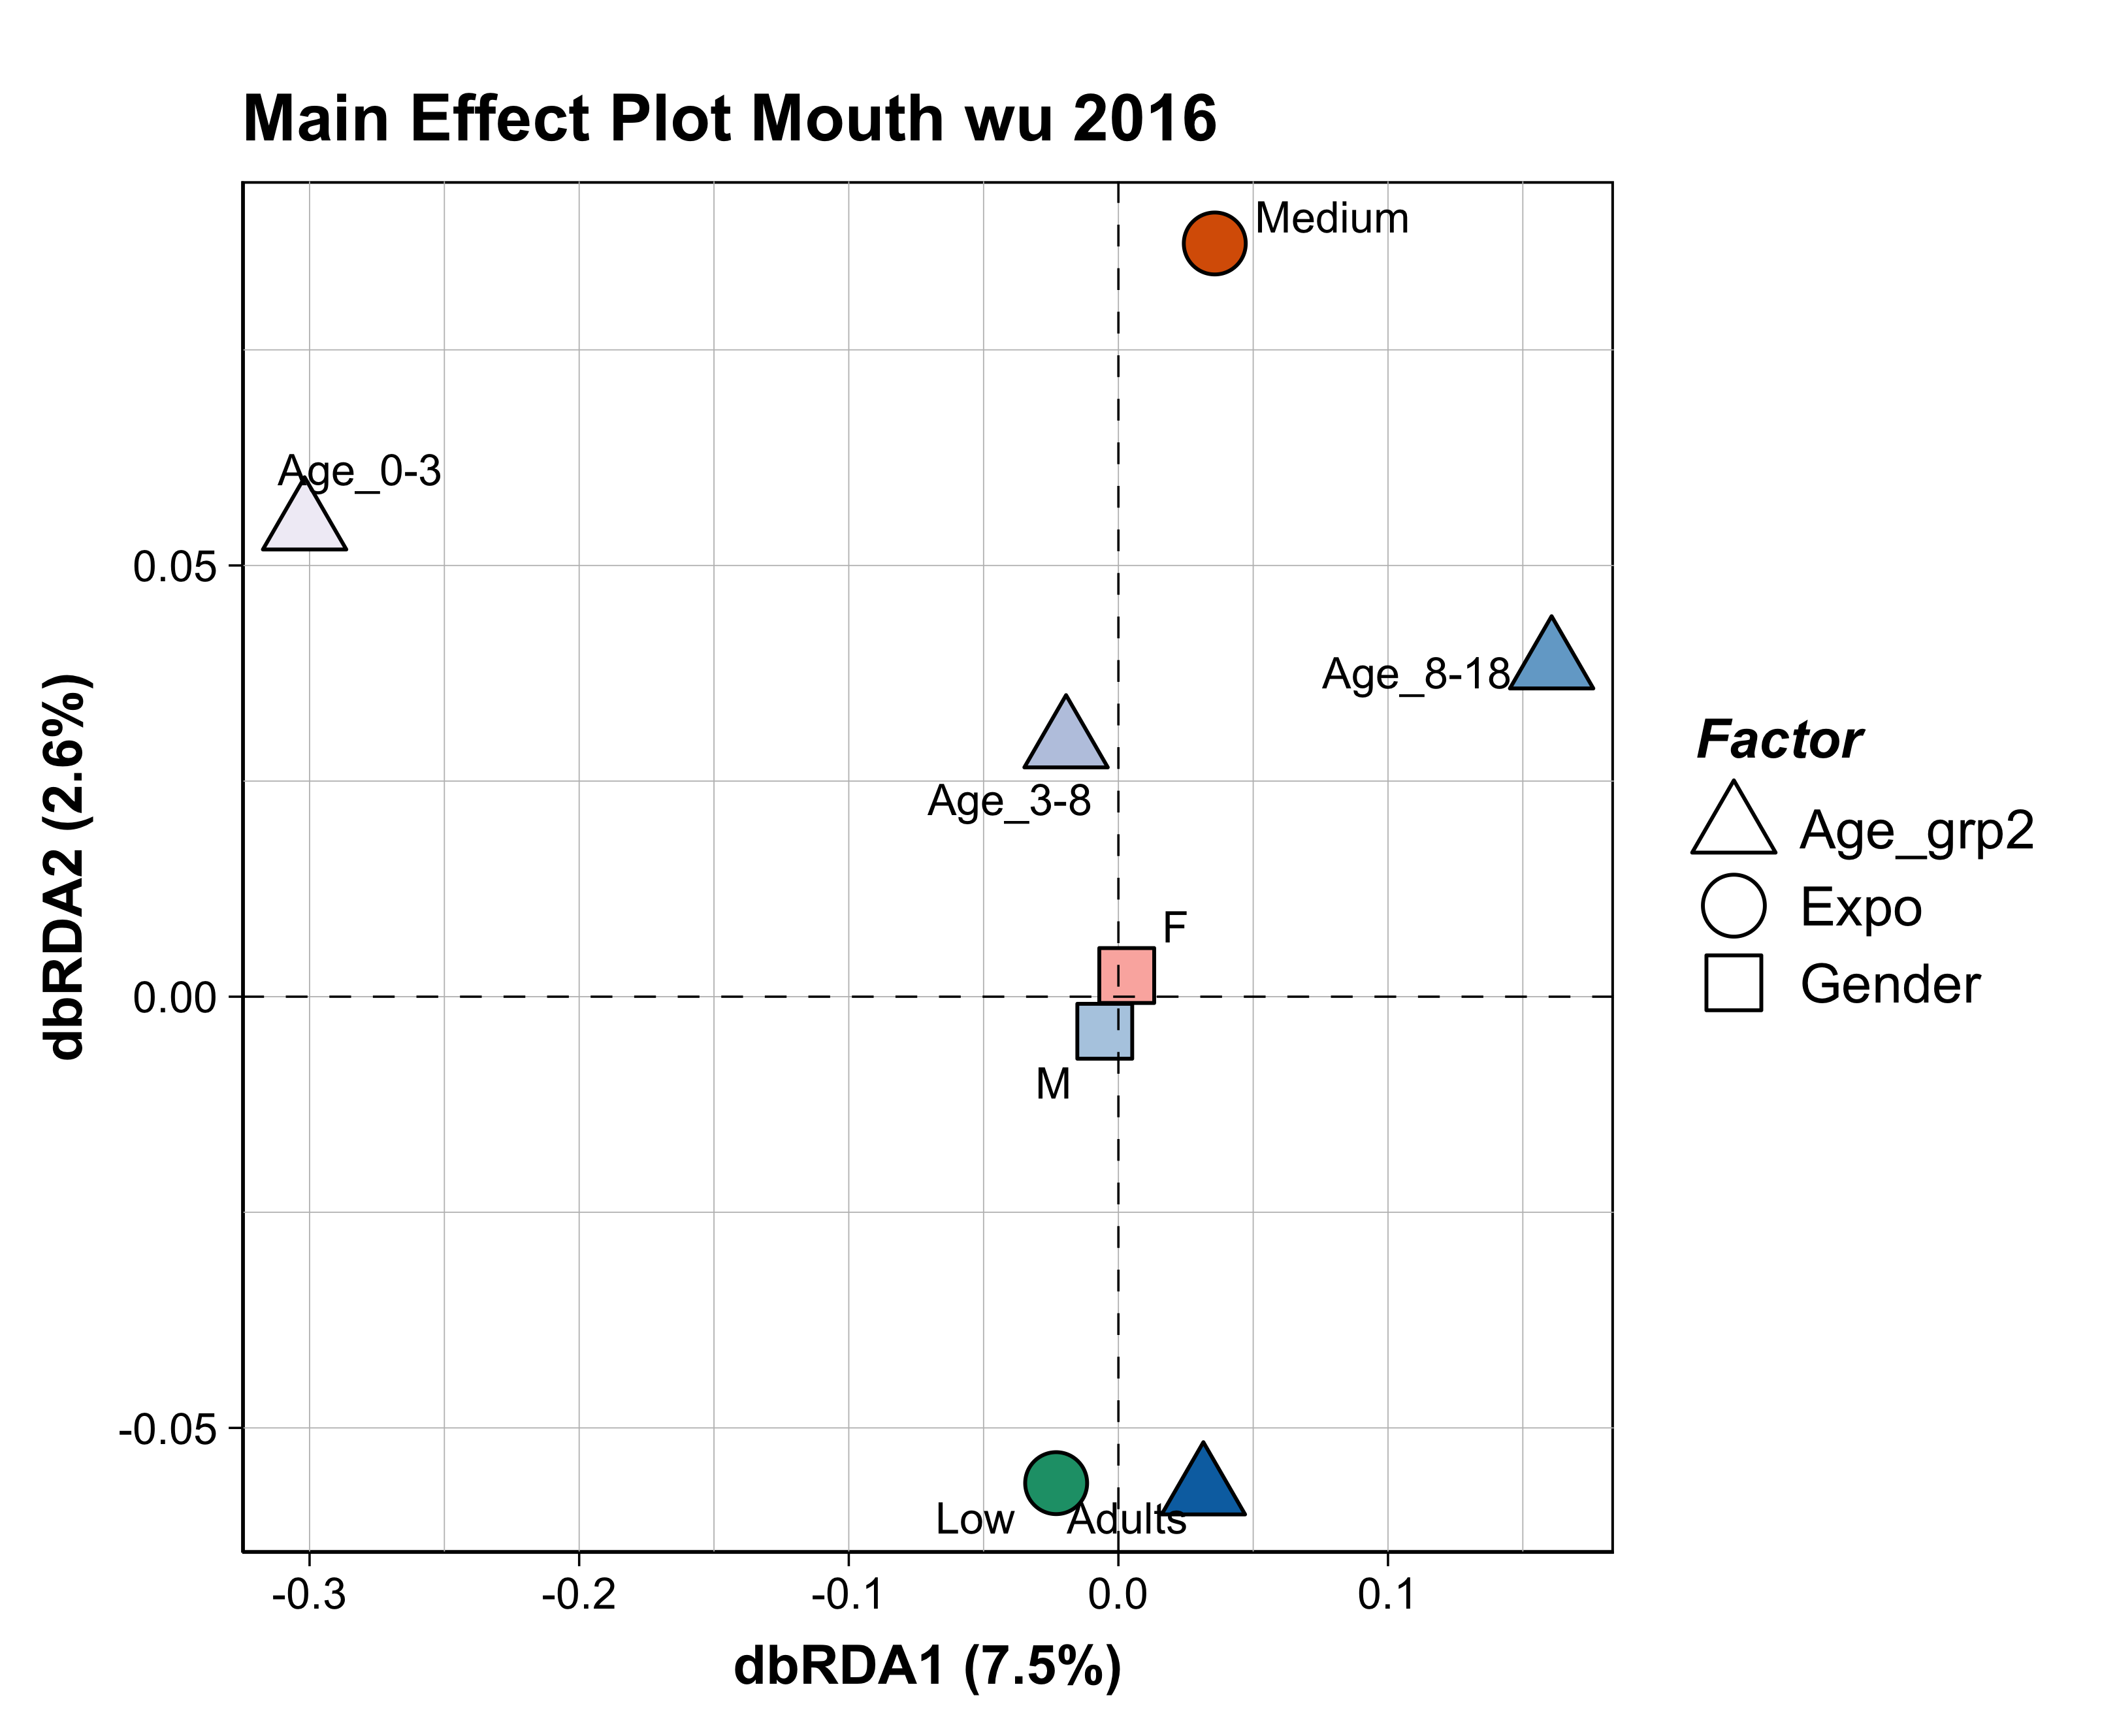 Main Effect Plot Mouth wu 2016
Medium
Age_0-3
0.05
Age_8-18
Age_3-8
F
0.00
M
-0.05
Low
Adults
-0.3
-0.2
-0.1
0.0
0.1
dbRDA1 (7.5%)
dbRDA2 (2.6%)
Factor
Age_grp2
Expo
Gender